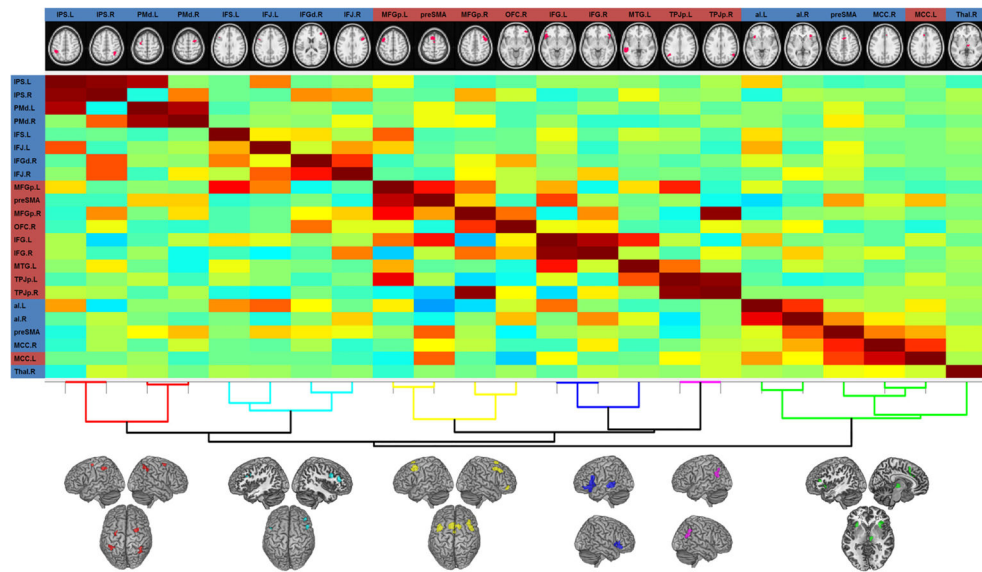 IPS.L IPS.R PMd.L PMd.R IFS.L IFJ.L IFGd.R IFJ.R MFGp.L preSMA MFGp.R OFC.R IFG.L IFG.R MTG.L TPJp.L TPJp.R aI.L aI.R preSMA MCC.R MCC.L Thal.R
IPS.L
IPS.R
PMd.L
PMd.R
IFS.L
IFJ.L
IFGd.R
IFJ.R
MFGp.L
preSMA
MFGp.R
OFC.R
IFG.L
IFG.R
MTG.L
TPJp.L
TPJp.R
aI.L
aI.R
preSMA
MCC.R
MCC.L
Thal.R